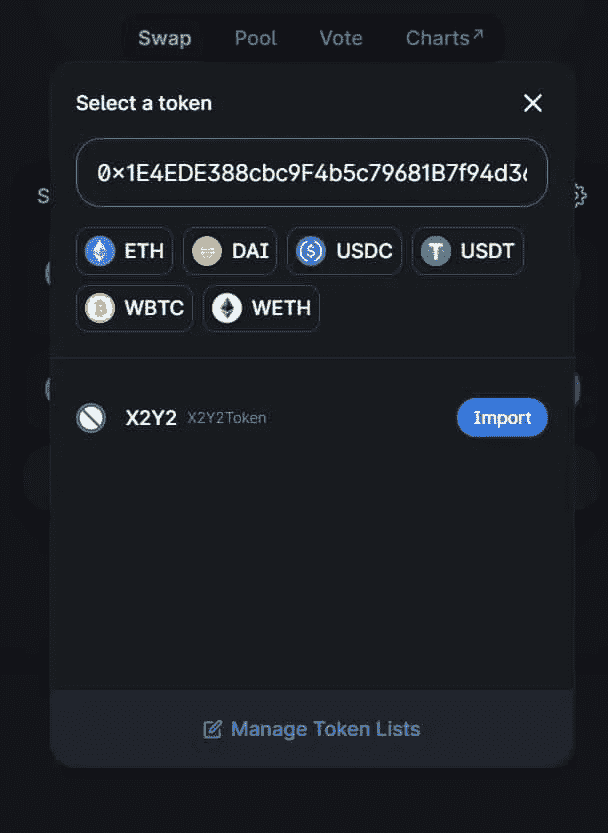 Swap Pool Vote Charts↗
Select a token
0x1E4EDE388cbc9F4b5c79681B7f94d3
S
ETH DAI USDC USDT
WBTC WETH
X2Y2 X2Y2Token Import
Manage Token Lists